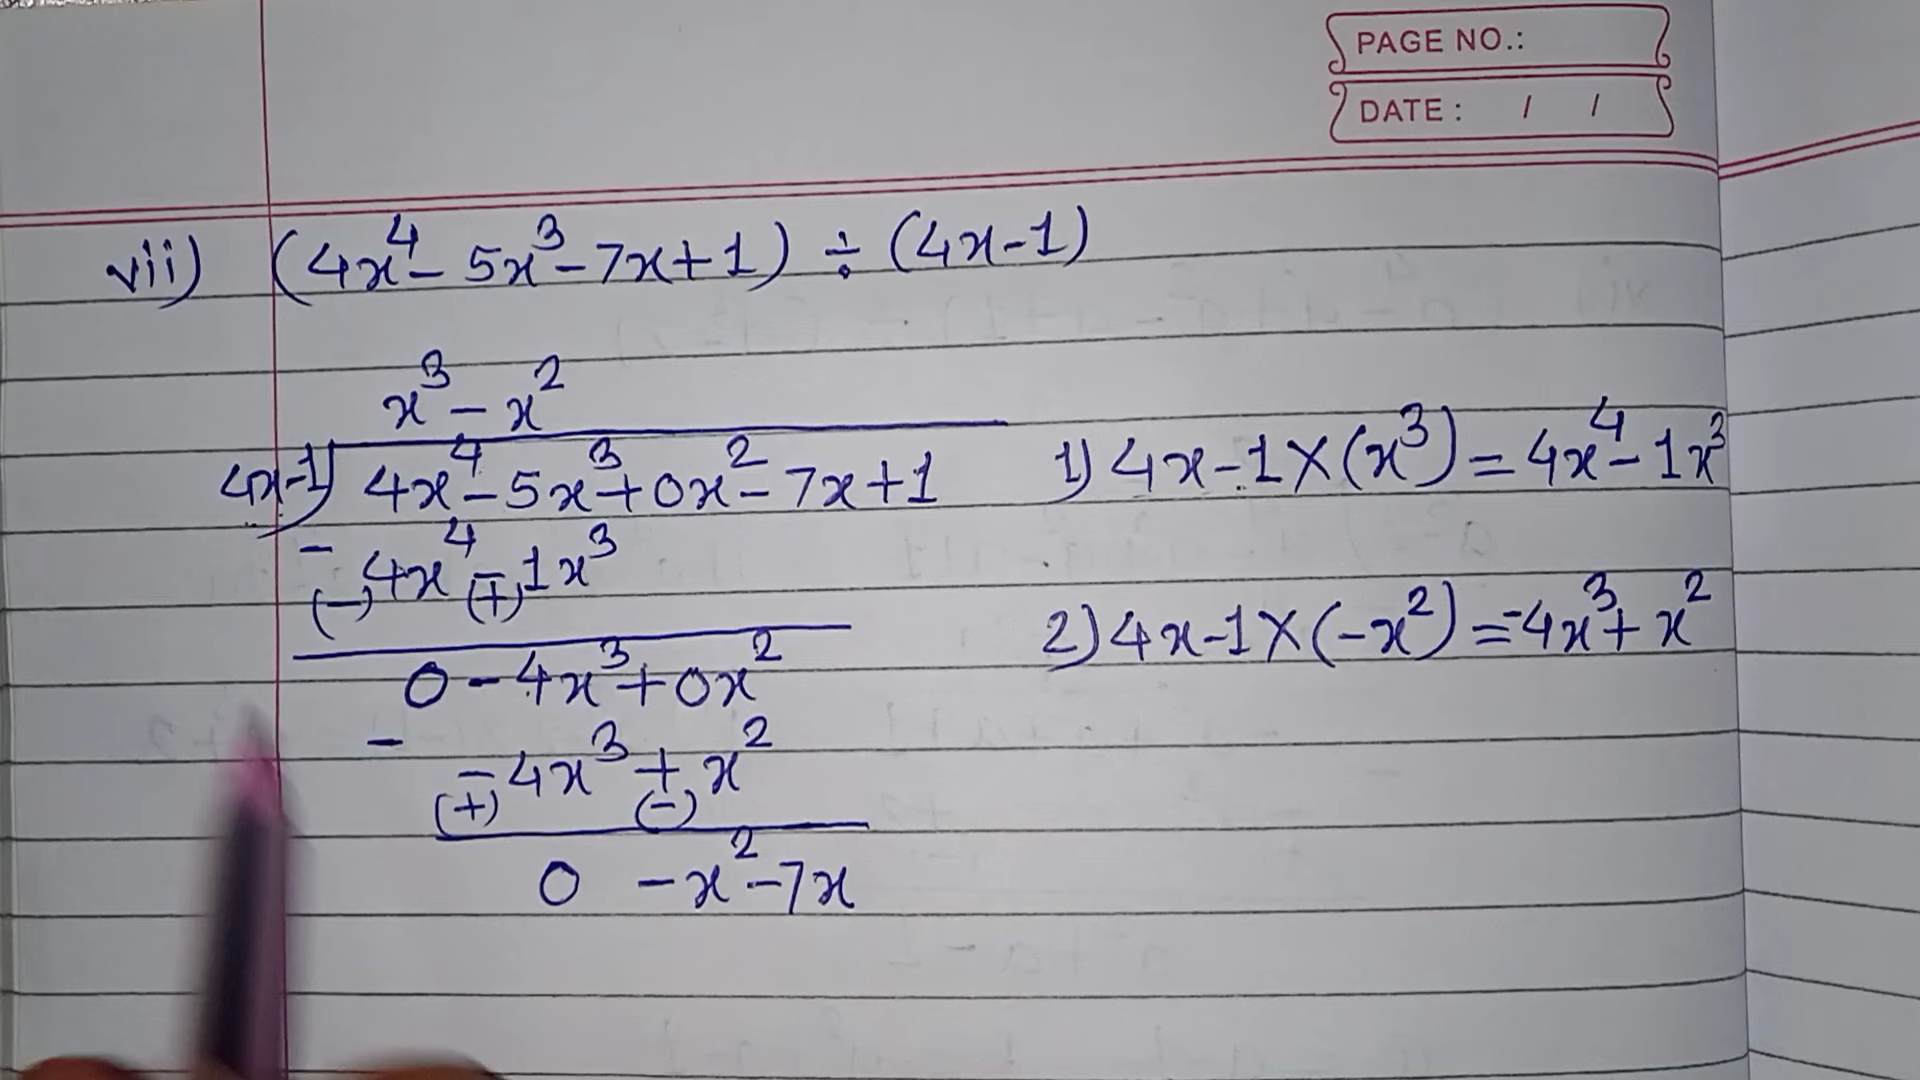 PAGE NO.:
DATE : / /
vii) (4x⁴ - 5x³ - 7x + 1) ÷ (4x - 1)
x³ - x²
4x-1) 4x⁴ - 5x³ + 0x² - 7x + 1
- 4x⁴ - 1x³
(-) (+)
0 - 4x³ + 0x²
- - 4x³ + x²
(+) (-)
0 - x² - 7x
1) 4x - 1 × (x³) = 4x⁴ - 1x³
2) 4x - 1 × (-x²) = -4x³ + x²